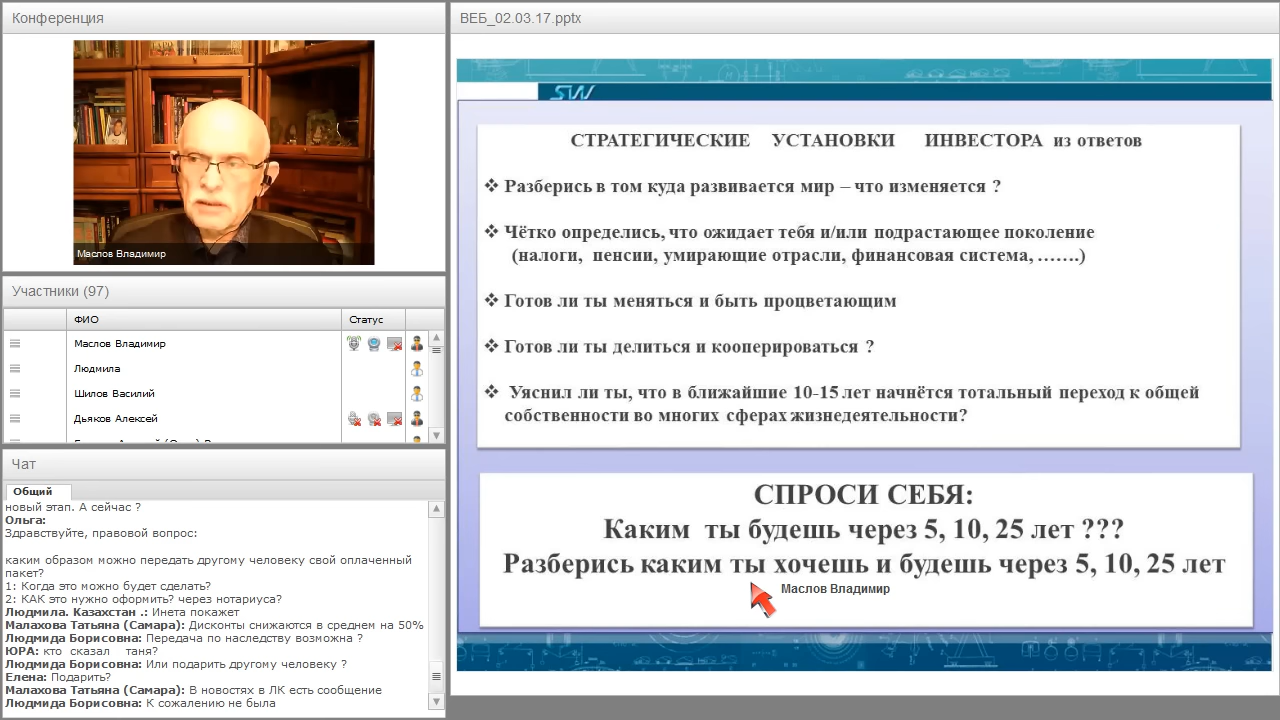 Конференция
Маслов Владимир
Участники (97)
ФИО
Статус
Маслов Владимир
Людмила
Шилов Василий
Дьяков Алексей
Чат
Общий
новый этап. А сейчас ?
Ольга:
Здравствуйте, правовой вопрос:
каким образом можно передать другому человеку свой оплаченный
пакет?
1: Когда это можно будет сделать?
2: КАК это нужно оформить? через нотариуса?
Людмила. Казахстан .: Инета покажет
Малахова Татьяна (Самара): Дисконты снижаются в среднем на 50%
Людмида Борисовна: Передача по наследству возможна ?
ЮРА: кто сказал таня?
Людмида Борисовна: Или подарить другому человеку ?
Елена: Подарить?
Малахова Татьяна (Самара): В новостях в ЛК есть сообщение
Людмида Борисовна: К сожалению не была
ВЕБ_02.03.17.pptx
SW
СТРАТЕГИЧЕСКИЕ УСТАНОВКИ ИНВЕСТОРА из ответов
❖ Разберись в том куда развивается мир – что изменяется ?
❖ Чётко определись, что ожидает тебя и/или подрастающее поколение
(налоги, пенсии, умирающие отрасли, финансовая система, …….)
❖ Готов ли ты меняться и быть процветающим
❖ Готов ли ты делиться и кооперироваться ?
❖ Уяснил ли ты, что в ближайшие 10-15 лет начнётся тотальный переход к общей
собственности во многих сферах жизнедеятельности?
СПРОСИ СЕБЯ:
Каким ты будешь через 5, 10, 25 лет ???
Разберись каким ты хочешь и будешь через 5, 10, 25 лет
Маслов Владимир